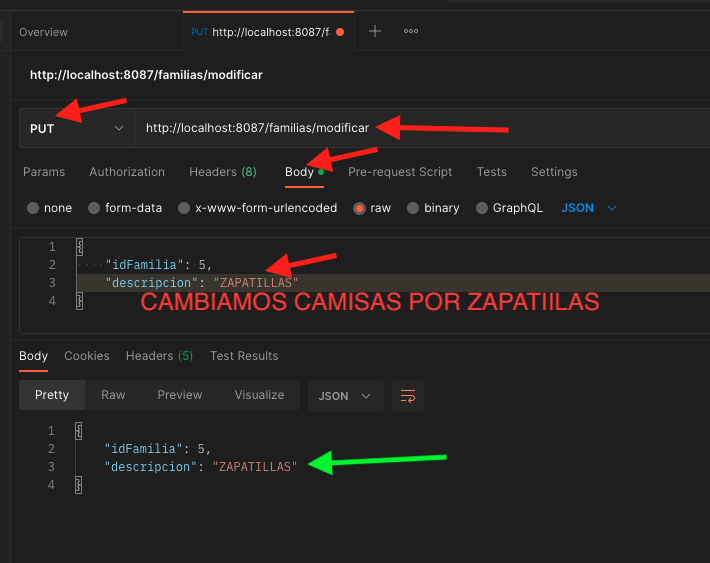 Overview
PUT http://localhost:8087/f
http://localhost:8087/familias/modificar
PUT
http://localhost:8087/familias/modificar
Params Authorization Headers (8) Body Pre-request Script Tests Settings
none form-data x-www-form-urlencoded raw binary GraphQL JSON
1 {
2 "idFamilia": 5,
3 "descripcion": "ZAPATILLAS"
4 }
CAMBIAMOS CAMISAS POR ZAPATIILAS
Body Cookies Headers (5) Test Results
Pretty Raw Preview Visualize JSON
1 {
2 "idFamilia": 5,
3 "descripcion": "ZAPATILLAS"
4 }